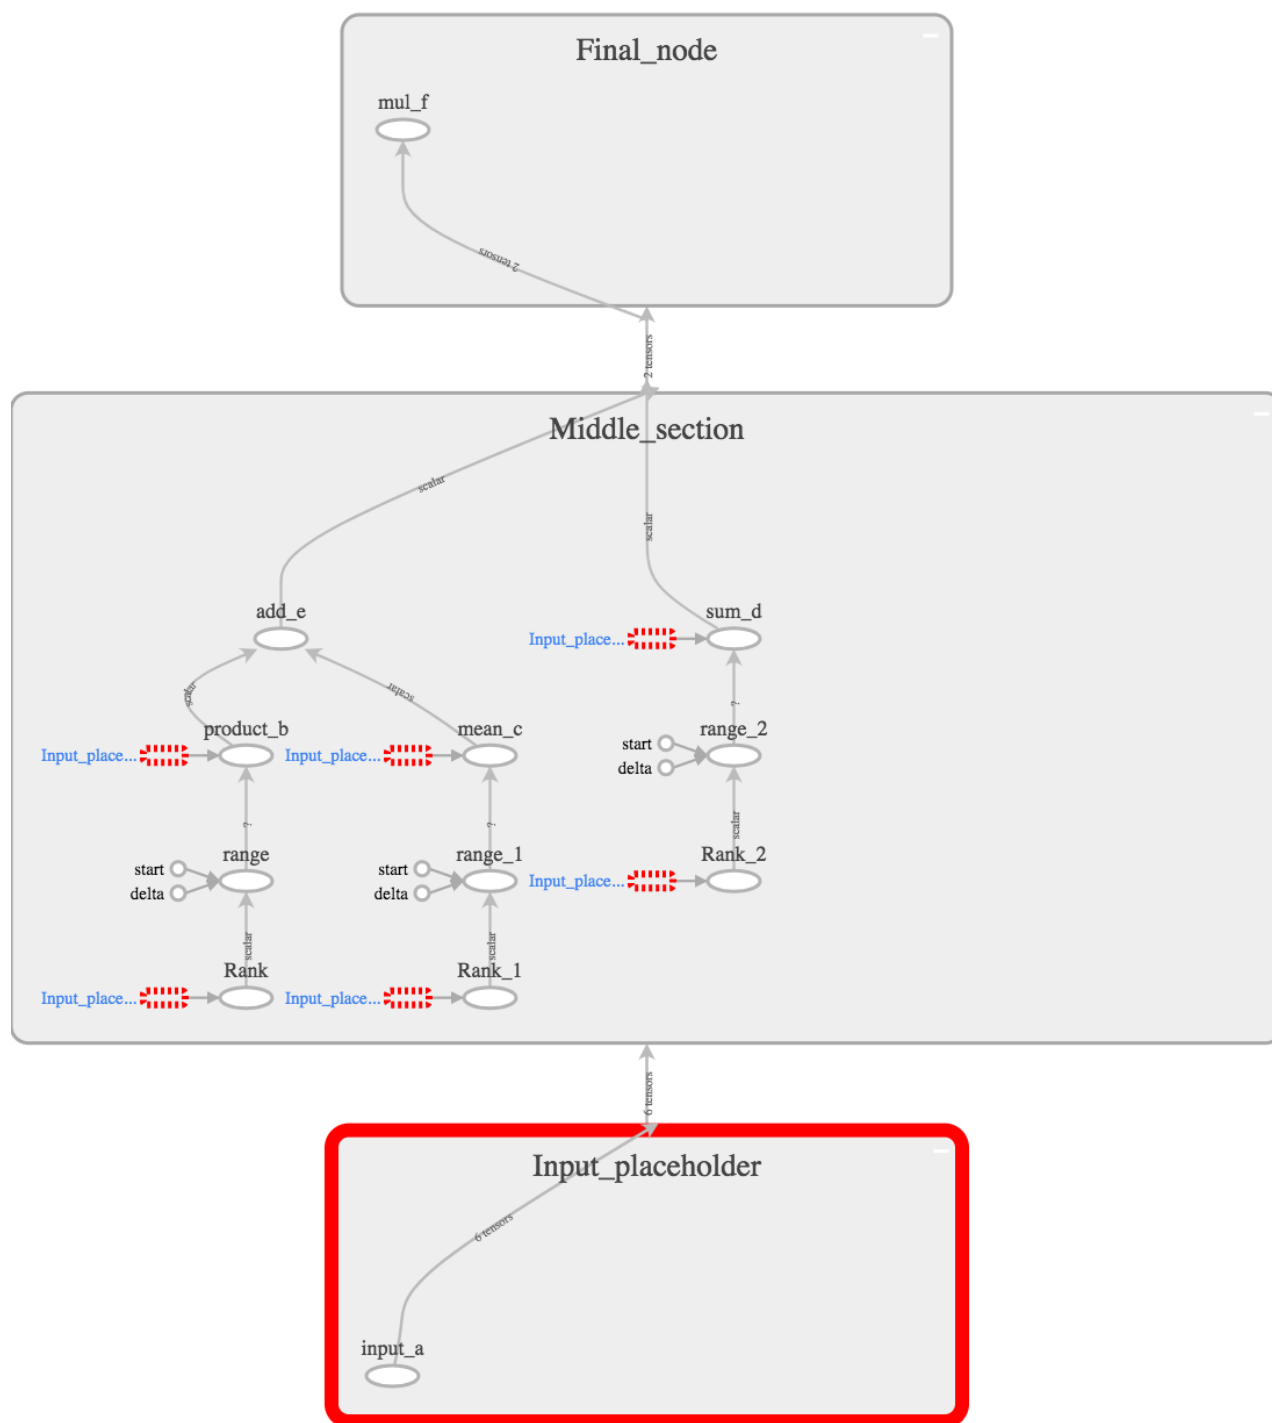 Final_node
mul_f
2 tensors
2 tensors
Middle_section
scalar
scalar
add_e
sum_d
Input_place...
scalar
scalar
?
product_b
mean_c
range_2
Input_place...
Input_place...
start
delta
?
?
scalar
range
range_1
Rank_2
start
start
Input_place...
delta
delta
scalar
scalar
Rank
Rank_1
Input_place...
Input_place...
6 tensors
Input_placeholder
6 tensors
input_a